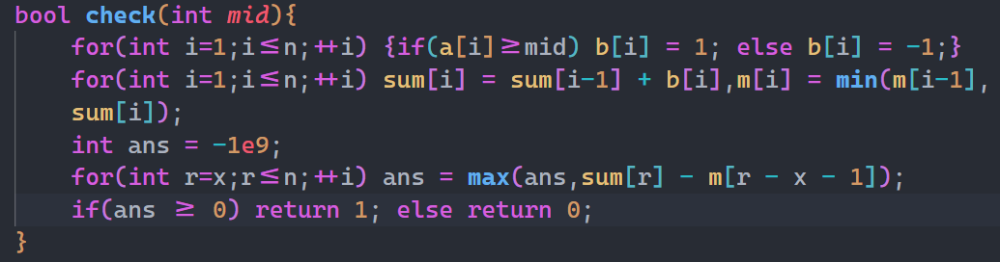 bool check(int mid){
for(int i=1;i≤n;++i) {if(a[i]≥mid) b[i] = 1; else b[i] = -1;}
for(int i=1;i≤n;++i) sum[i] = sum[i-1] + b[i],m[i] = min(m[i-1],
sum[i]);
int ans = -1e9;
for(int r=x;r≤n;++i) ans = max(ans,sum[r] - m[r - x - 1]);
if(ans ≥ 0) return 1; else return 0;
}